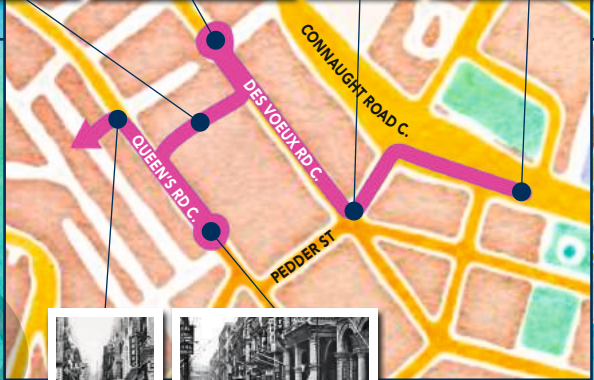 CONNAUGHT ROAD C.
DES VOEUX RD C.
QUEEN'S RD C.
PEDDER ST